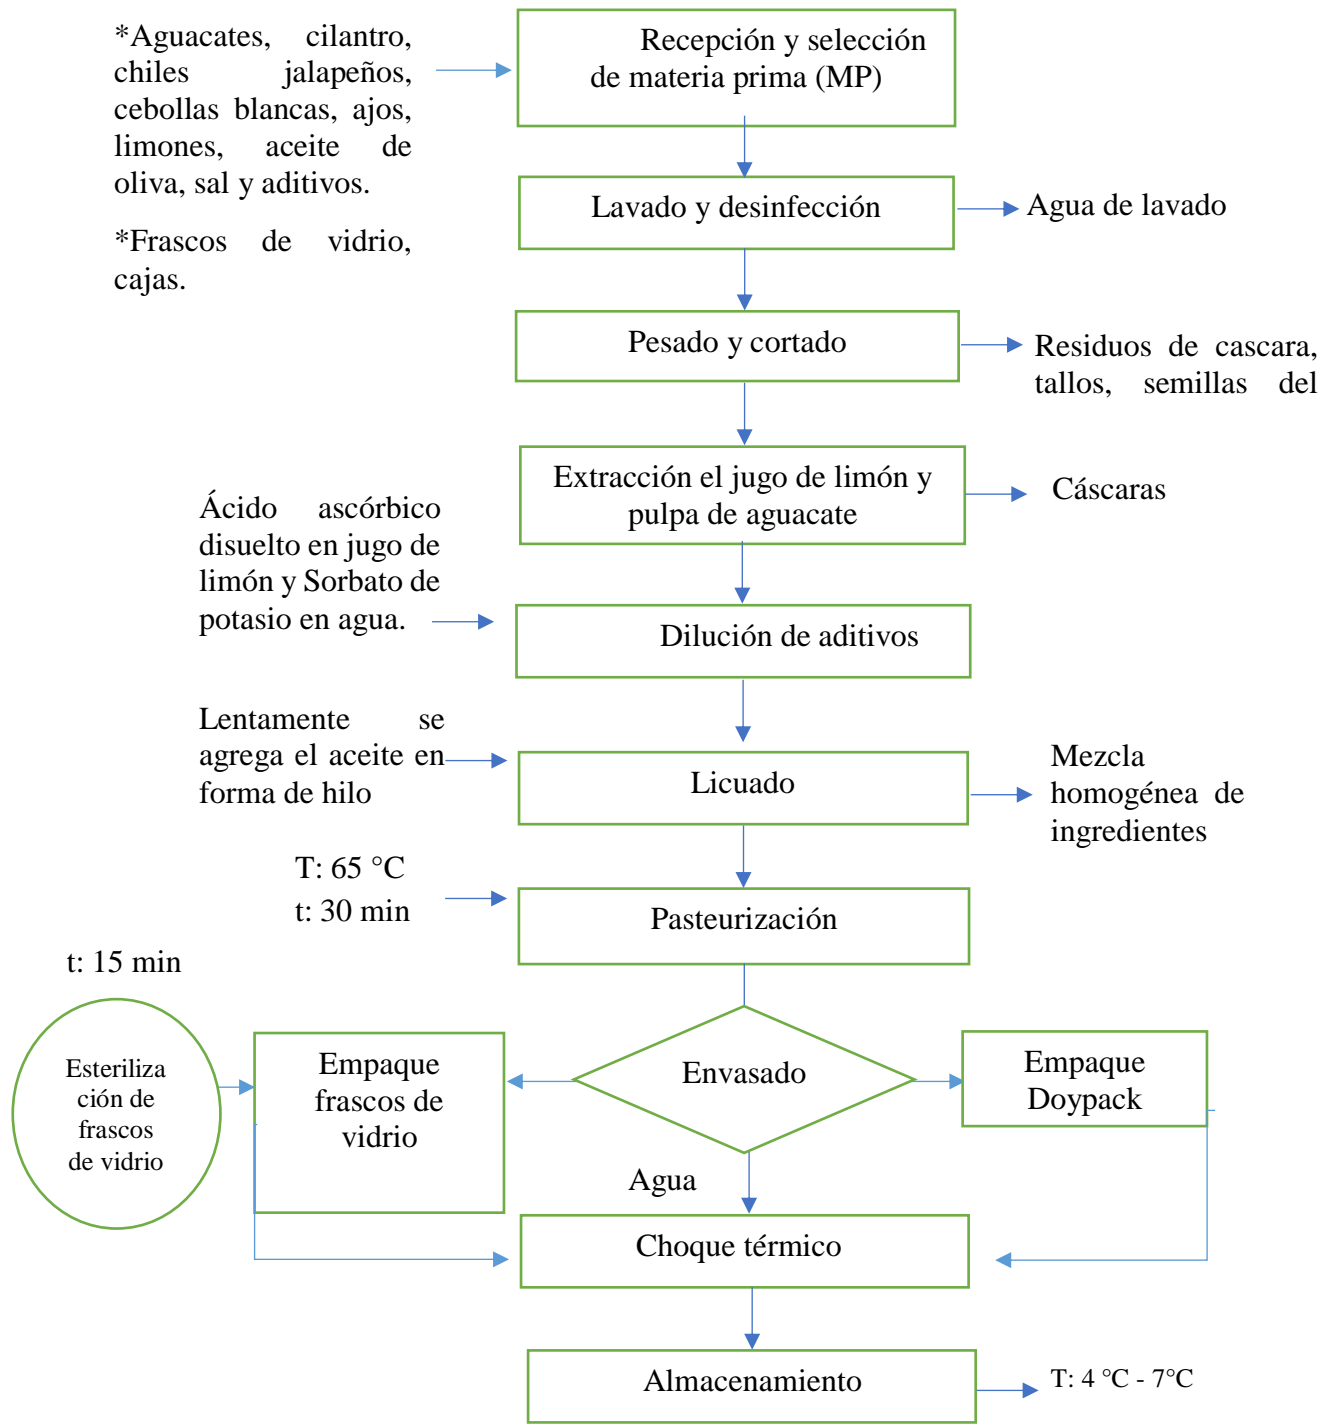 *Aguacates, cilantro,
chiles jalapeños,
cebollas blancas, ajos,
limones, aceite de
oliva, sal y aditivos.
*Frascos de vidrio,
cajas.
Recepción y selección
de materia prima (MP)
Lavado y desinfección
Agua de lavado
Pesado y cortado
Residuos de cascara,
tallos, semillas del
Extracción el jugo de limón y
pulpa de aguacate
Cáscaras
Ácido ascórbico
disuelto en jugo de
limón y Sorbato de
potasio en agua.
Dilución de aditivos
Lentamente se
agrega el aceite en
forma de hilo
Licuado
Mezcla
homogénea de
ingredientes
T: 65 °C
t: 30 min
Pasteurización
t: 15 min
Esteriliza
ción de
frascos
de vidrio
Empaque
frascos de
vidrio
Envasado
Empaque
Doypack
Agua
Choque térmico
Almacenamiento
T: 4 °C - 7°C